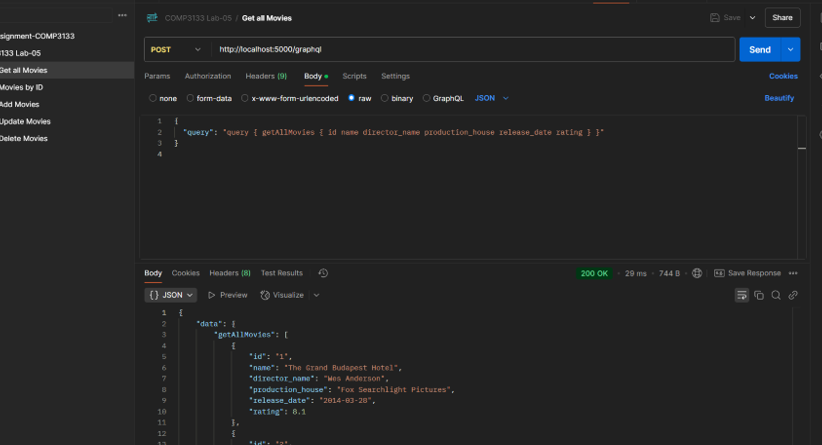 COMP3133 Lab-05 / Get all Movies
Save
Share
ssignment-COMP3133
133 Lab-05
Get all Movies
Movies by ID
Add Movies
Update Movies
Delete Movies
POST
http://localhost:5000/graphql
Send
Params Authorization Headers (9) Body Scripts Settings
Cookies
none form-data x-www-form-urlencoded raw binary GraphQL JSON
Beautify
1 {
2 "query": "query { getAllMovies { id name director_name production_house release_date rating } }"
3 }
4
Body Cookies Headers (8) Test Results
200 OK · 29 ms · 744 B
Save Response
{} JSON Preview Visualize
1 {
2 "data": {
3 "getAllMovies": [
4 {
5 "id": "1",
6 "name": "The Grand Budapest Hotel",
7 "director_name": "Wes Anderson",
8 "production_house": "Fox Searchlight Pictures",
9 "release_date": "2014-03-28",
10 "rating": 8.1
11 },
12 {
13 "id": "2",